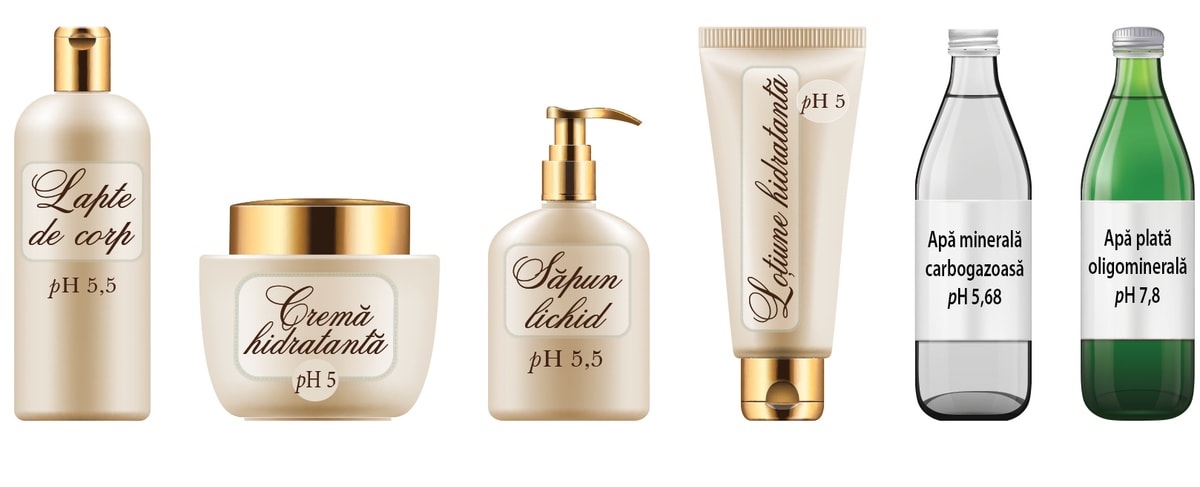 Lapte
de corp
pH 5,5
Cremă
hidratantă
pH 5
Săpun
lichid
pH 5,5
Loțiune hidratantă
pH 5
Apă minerală
carbogazoasă
pH 5,68
Apă plată
oligominerală
pH 7,8